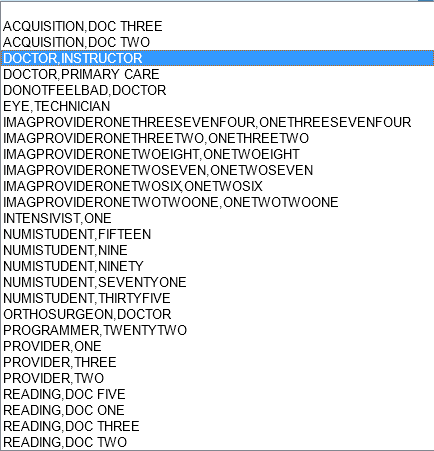 ACQUISITION,DOC THREE
ACQUISITION,DOC TWO
DOCTOR,INSTRUCTOR
DOCTOR,PRIMARY CARE
DONOTFEELBAD,DOCTOR
EYE,TECHNICIAN
IMAGPROVIDERONETHREESEVENFOUR,ONETHREESEVENFOUR
IMAGPROVIDERONETHREETWO,ONETHREETWO
IMAGPROVIDERONETWOEIGHT,ONETWOEIGHT
IMAGPROVIDERONETWOSEVEN,ONETWOSEVEN
IMAGPROVIDERONETWOSIX,ONETWOSIX
IMAGPROVIDERONETWOTWOONE,ONETWOTWOONE
INTENSIVIST,ONE
NUMISTUDENT,FIFTEEN
NUMISTUDENT,NINE
NUMISTUDENT,NINETY
NUMISTUDENT,SEVENTYONE
NUMISTUDENT,THIRTYFIVE
ORTHOSURGEON,DOCTOR
PROGRAMMER,TWENTYTWO
PROVIDER,ONE
PROVIDER,THREE
PROVIDER,TWO
READING,DOC FIVE
READING,DOC ONE
READING,DOC THREE
READING,DOC TWO